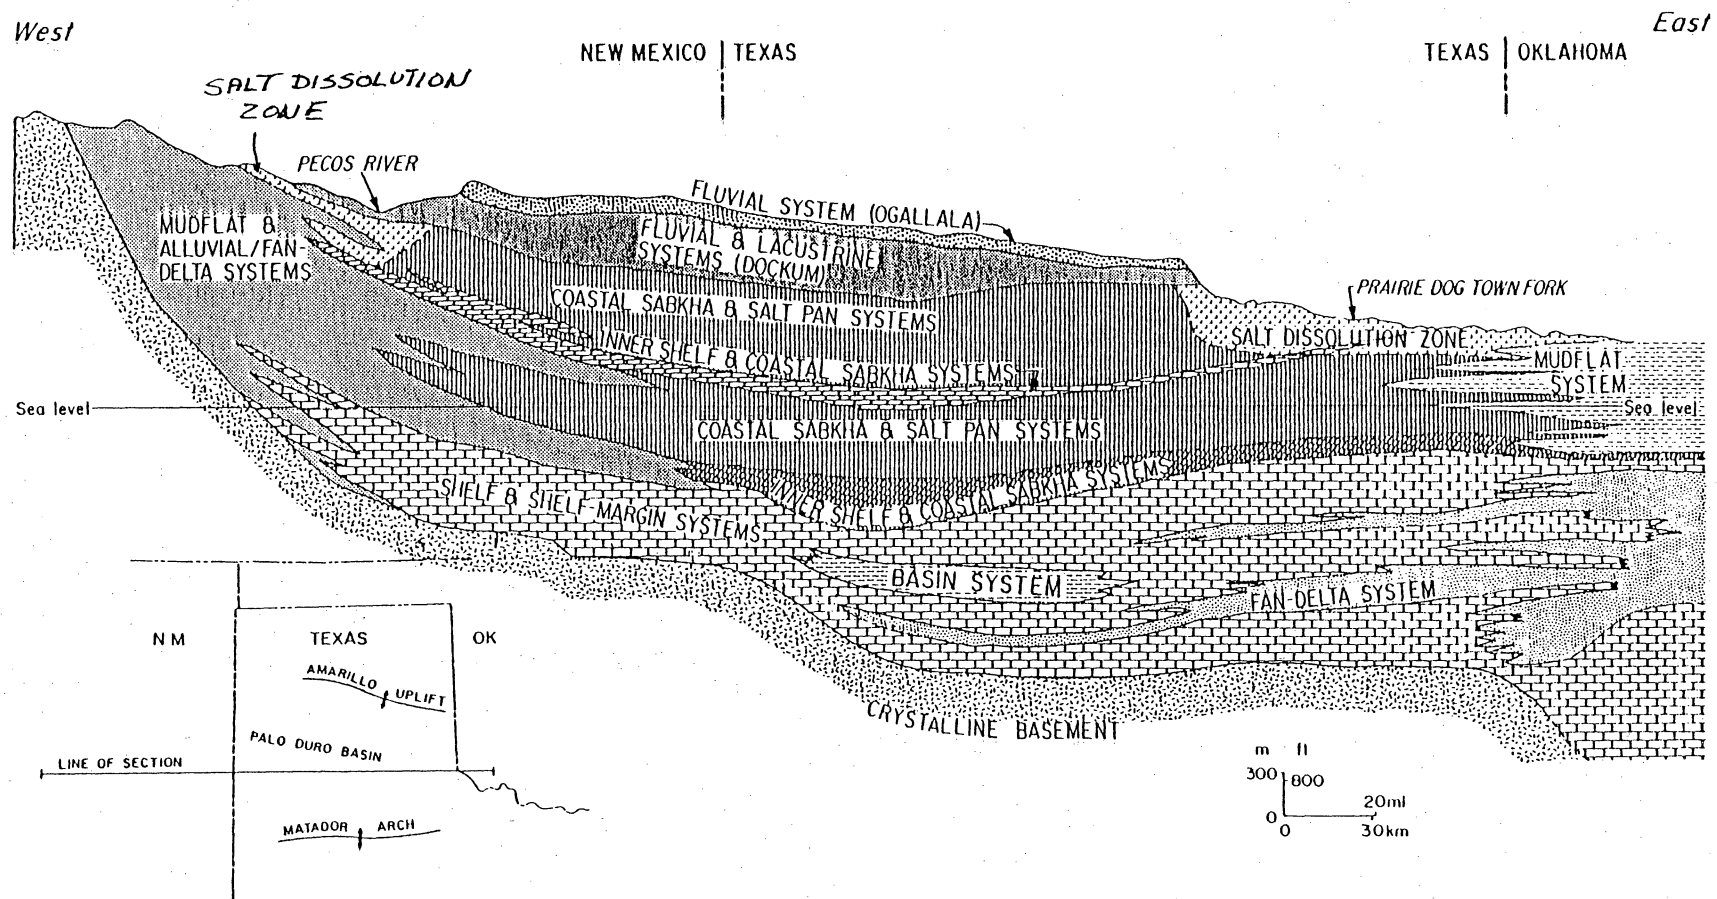 West
East
NEW MEXICO | TEXAS
TEXAS | OKLAHOMA
SALT DISSOLUTION
ZONE
PECOS RIVER
FLUVIAL SYSTEM (OGALLALA)
MUDFLAT &
ALLUVIAL/FAN-
DELTA SYSTEMS
FLUVIAL & LACUSTRINE
SYSTEMS (DOCKUM)
PRAIRIE DOG TOWN FORK
COASTAL SABKHA & SALT PAN SYSTEMS
SALT DISSOLUTION ZONE
INNER SHELF & COASTAL SABKHA SYSTEMS
MUDFLAT
SYSTEM
Sea level
Sea level
COASTAL SABKHA & SALT PAN SYSTEMS
INNER SHELF & COASTAL SABKHA SYSTEMS
SHELF & SHELF-MARGIN SYSTEMS
BASIN SYSTEM
FAN-DELTA SYSTEM
CRYSTALLINE BASEMENT
NM
TEXAS
OK
AMARILLO UPLIFT
PALO DURO BASIN
LINE OF SECTION
MATADOR ARCH
m ft
300 800
0
20mi
0 30km